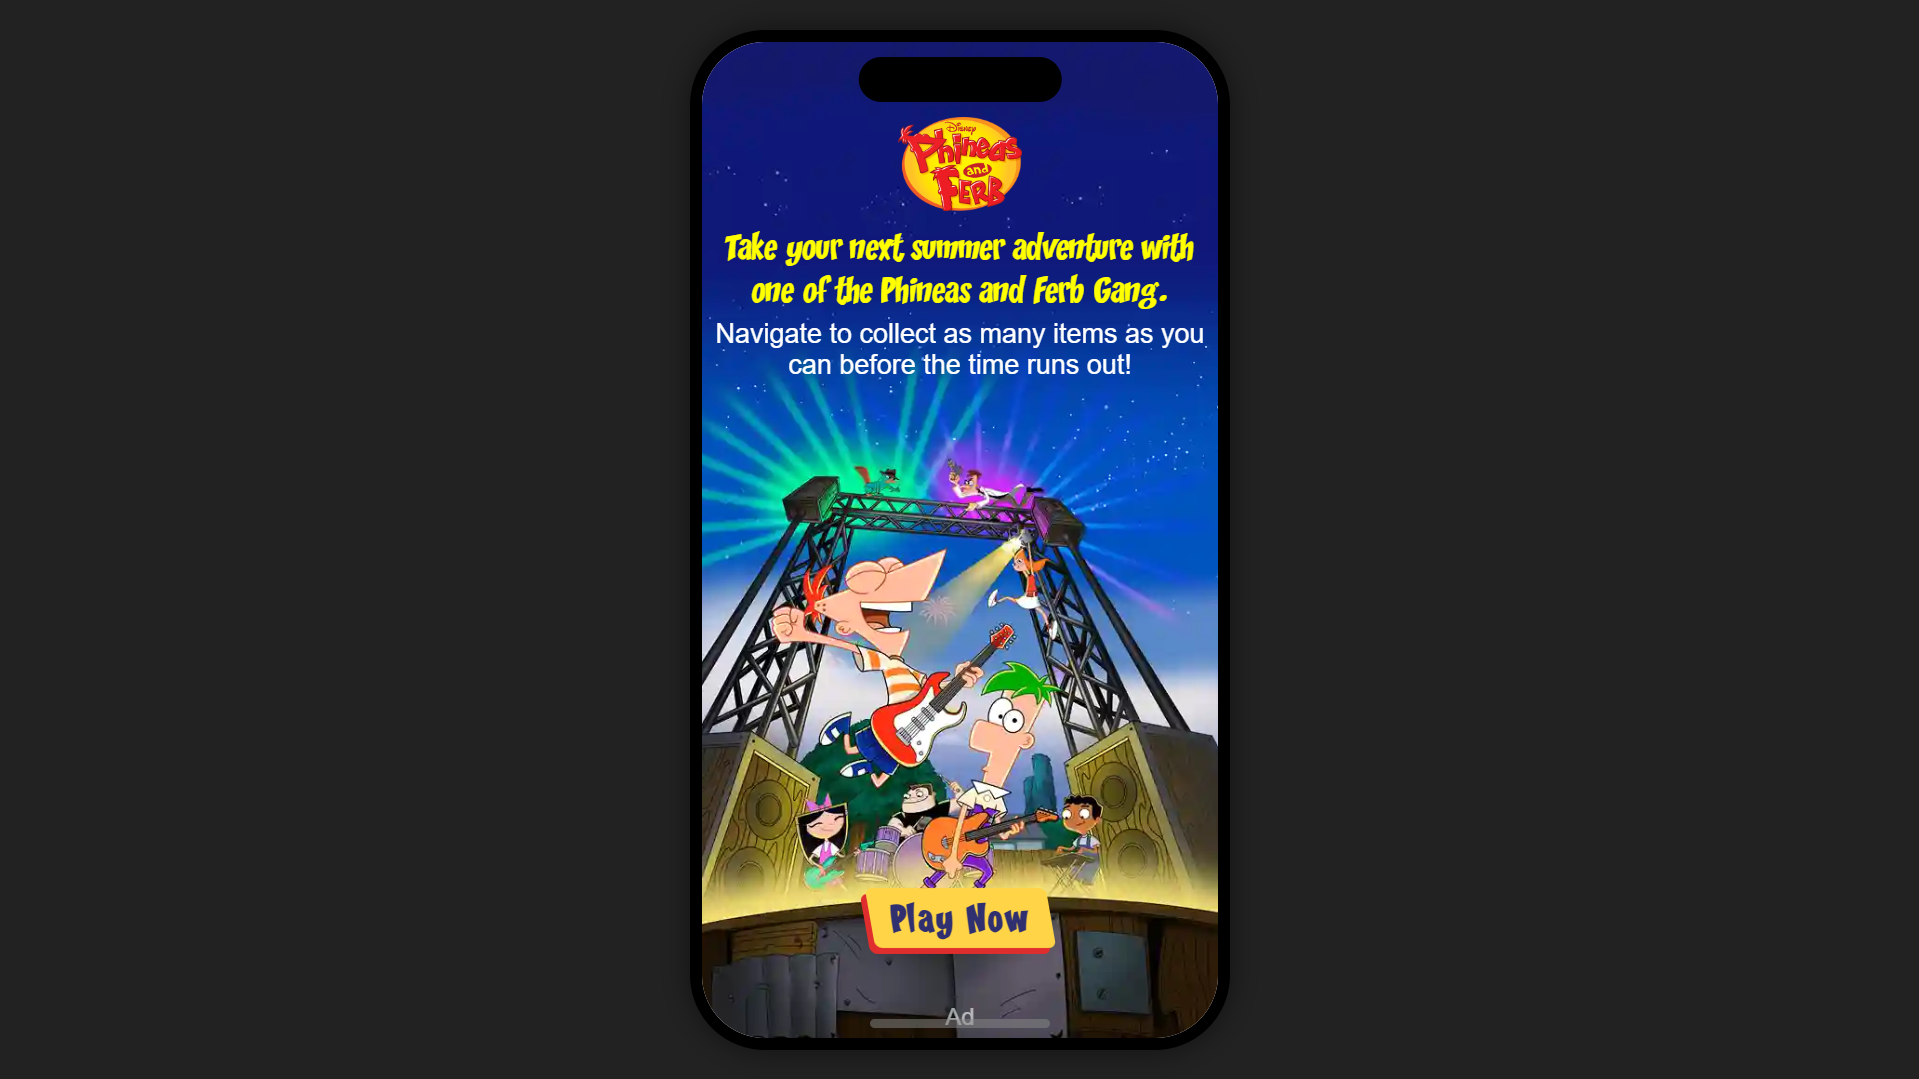 Disney
Phineas
and
Ferb
Take your next summer adventure with
one of the Phineas and Ferb Gang.
Navigate to collect as many items as you
can before the time runs out!
Play Now
Ad